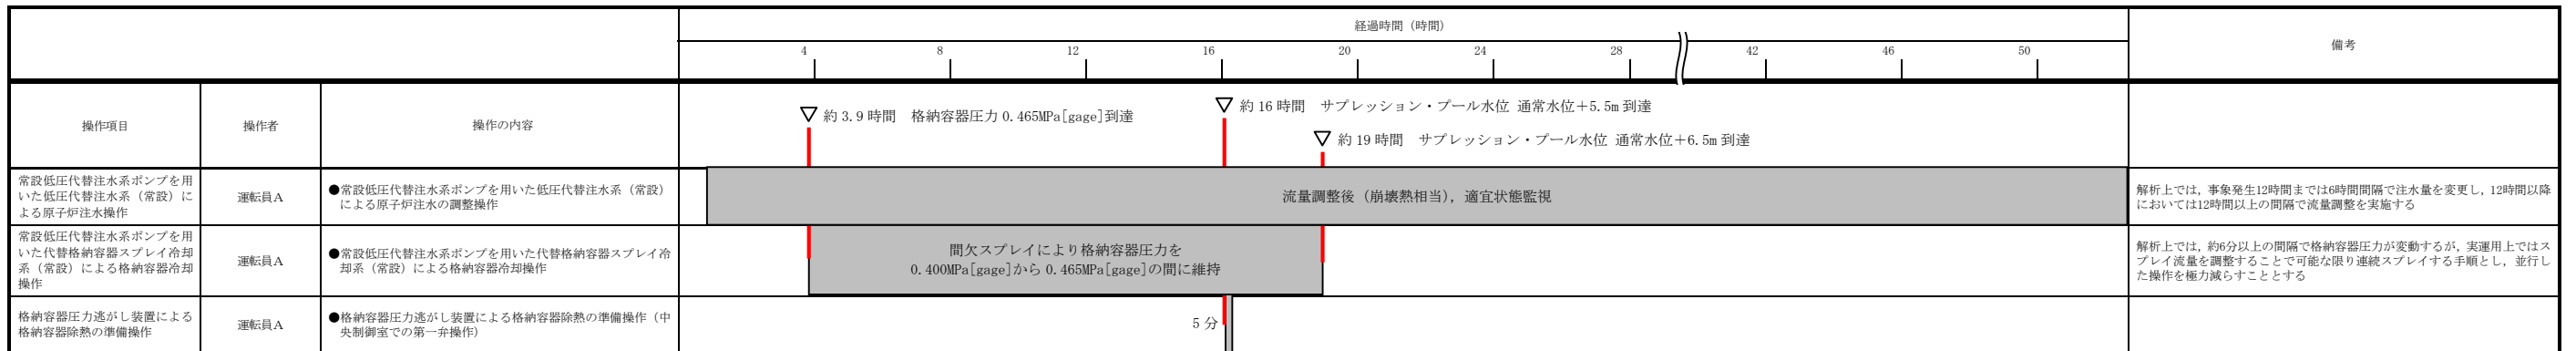 経過時間（時間）
4 8 12 16 20 24 28 42 46 50
備考
操作項目
操作者
操作の内容
約 3.9 時間　格納容器圧力 0.465MPa[gage]到達
約 16 時間　サプレッション・プール水位 通常水位＋5.5m 到達
約 19 時間　サプレッション・プール水位 通常水位＋6.5m 到達
常設低圧代替注水系ポンプを用
いた低圧代替注水系（常設）に
よる原子炉注水操作
運転員A
●常設低圧代替注水系ポンプを用いた低圧代替注水系（常設）
による原子炉注水の調整操作
流量調整後（崩壊熱相当），適宜状態監視
解析上では，事象発生12時間までは6時間間隔で注水量を変更し，12時間以降
においては12時間以上の間隔で流量調整を実施する
常設低圧代替注水系ポンプを用
いた代替格納容器スプレイ冷却
系（常設）による格納容器冷却
操作
運転員A
●常設低圧代替注水系ポンプを用いた代替格納容器スプレイ冷
却系（常設）による格納容器冷却操作
間欠スプレイにより格納容器圧力を
0.400MPa[gage]から 0.465MPa[gage]の間に維持
解析上では，約6分以上の間隔で格納容器圧力が変動するが，実運用上ではス
プレイ流量を調整することで可能な限り連続スプレイする手順とし，並行し
た操作を極力減らすこととする
格納容器圧力逃がし装置による
格納容器除熱の準備操作
運転員A
●格納容器圧力逃がし装置による格納容器除熱の準備操作（中
央制御室での第一弁操作）
5 分